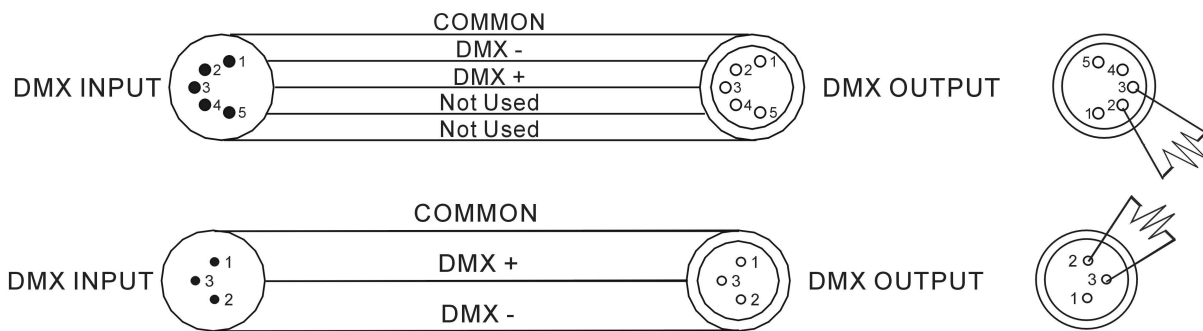 COMMON
DMX -
DMX INPUT
DMX +
DMX OUTPUT
Not Used
Not Used
1
2
3
4
5
1
2
3
4
5
5
4
3
2
1
COMMON
DMX INPUT
DMX +
DMX OUTPUT
DMX -
1
3
2
1
3
2
2
3
1